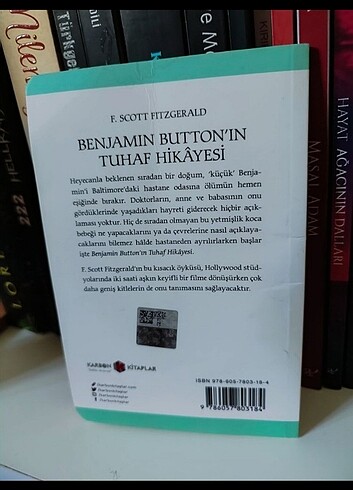 F. SCOTT FITZGERALD
BENJAMIN BUTTON'IN
TUHAF HİKÂYESİ
Heyecanla beklenen sıradan bir doğum, 'küçük' Benja-
min'i Baltimore'daki hastane odasına ölümün hemen
eşiğinde bırakır. Doktorların, anne ve babasının onu
gördüklerinde yaşadıkları hayreti giderecek hiçbir açık-
laması yoktur. Hiç de sıradan olmayan bu yetmişlik koca
bebeği ne yapacaklarını ya da çevrelerine nasıl açıklaya-
caklarını bilemez hâlde hastaneden ayrılırlarken başlar
işte Benjamin Button'ın Tuhaf Hikâyesi.
F. Scott Fitzgerald'ın bu kısacık öyküsü, Hollywood stüd-
yolarında iki saati aşkın keyifli bir filme dönüşürken çok
daha geniş kitlelerin de onu tanımasını sağlayacaktır.
KARBON KİTAPLAR
ISBN 978-605-7803-18-4
9 786057 803184
HAYAT AĞACININ DALLARI
MASAL
222